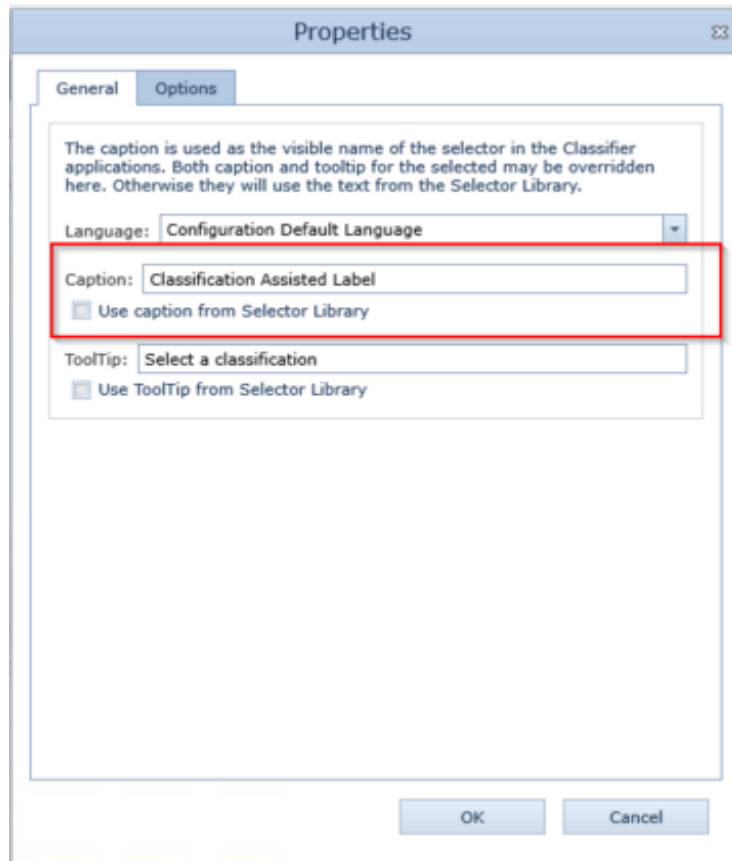 Properties
General Options
The caption is used as the visible name of the selector in the Classifier
applications. Both caption and tooltip for the selected may be overridden
here. Otherwise they will use the text from the Selector Library.
Language: Configuration Default Language
Caption: Classification Assisted Label
Use caption from Selector Library
ToolTip: Select a classification
Use ToolTip from Selector Library
OK Cancel